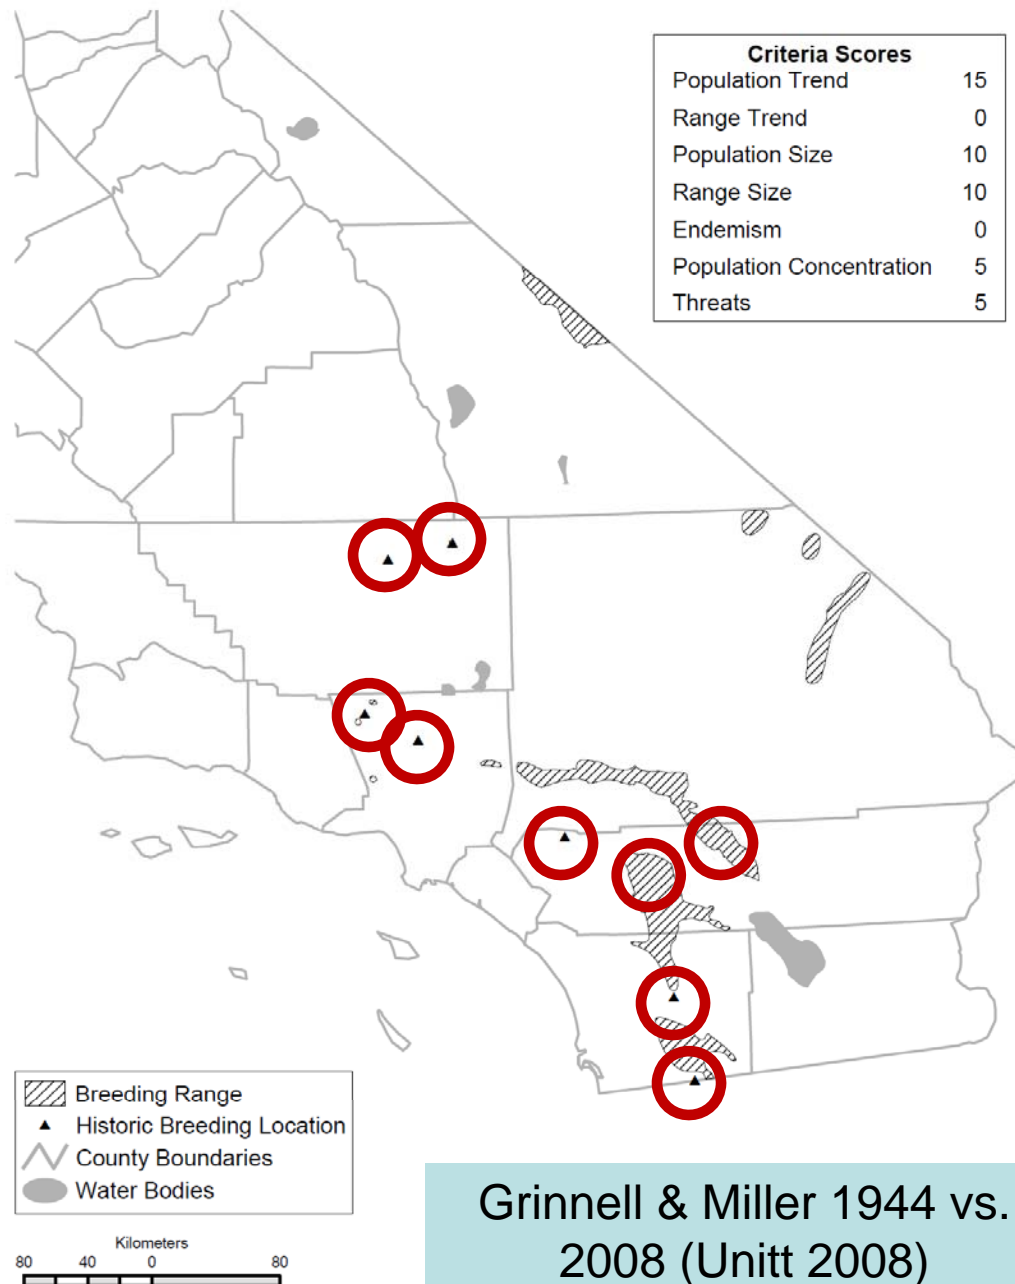 Criteria Scores
Population Trend 15
Range Trend 0
Population Size 10
Range Size 10
Endemism 0
Population Concentration 5
Threats 5
Breeding Range
Historic Breeding Location
County Boundaries
Water Bodies
Kilometers
80 40 0 80
Grinnell & Miller 1944 vs.
2008 (Unitt 2008)